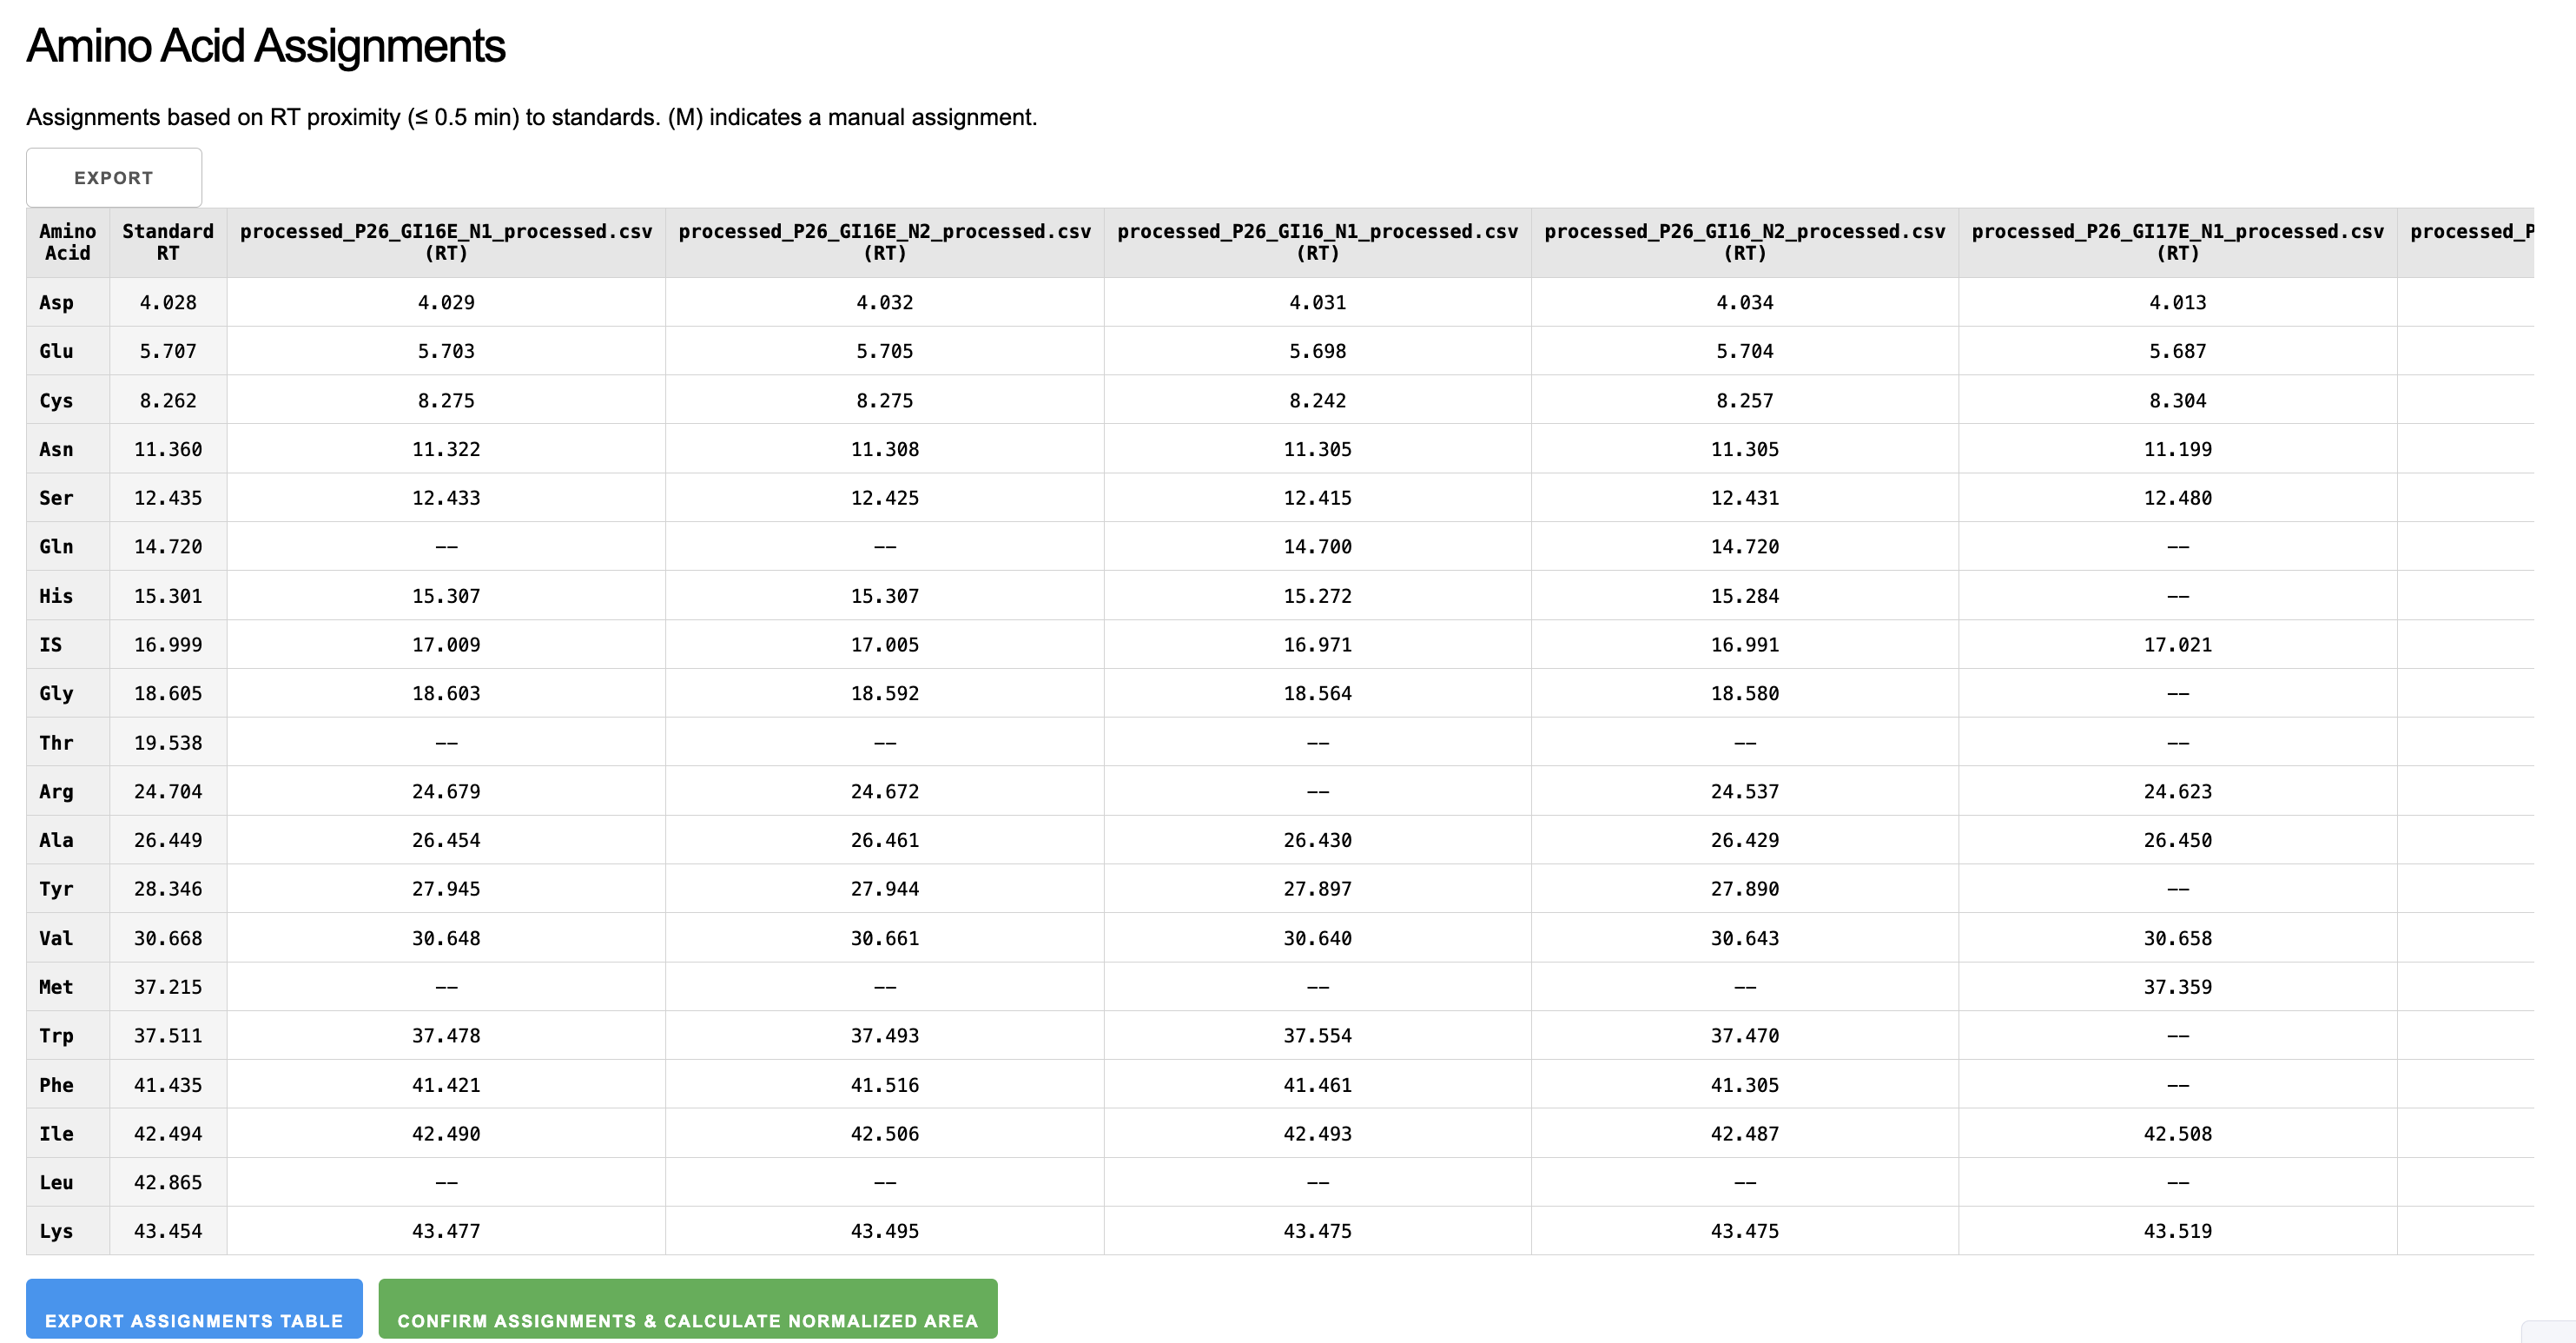 Amino Acid Assignments
Assignments based on RT proximity (≤ 0.5 min) to standards. (M) indicates a manual assignment.
EXPORT
Amino Acid Standard RT processed_P26_GI16E_N1_processed.csv (RT) processed_P26_GI16E_N2_processed.csv (RT) processed_P26_GI16_N1_processed.csv (RT) processed_P26_GI16_N2_processed.csv (RT) processed_P26_GI17E_N1_processed.csv (RT) processed_P
Asp 4.028 4.029 4.032 4.031 4.034 4.013
Glu 5.707 5.703 5.705 5.698 5.704 5.687
Cys 8.262 8.275 8.275 8.242 8.257 8.304
Asn 11.360 11.322 11.308 11.305 11.305 11.199
Ser 12.435 12.433 12.425 12.415 12.431 12.480
Gln 14.720 -- -- 14.700 14.720 --
His 15.301 15.307 15.307 15.272 15.284 --
IS 16.999 17.009 17.005 16.971 16.991 17.021
Gly 18.605 18.603 18.592 18.564 18.580 --
Thr 19.538 -- -- -- -- --
Arg 24.704 24.679 24.672 -- 24.537 24.623
Ala 26.449 26.454 26.461 26.430 26.429 26.450
Tyr 28.346 27.945 27.944 27.897 27.890 --
Val 30.668 30.648 30.661 30.640 30.643 30.658
Met 37.215 -- -- -- -- 37.359
Trp 37.511 37.478 37.493 37.554 37.470 --
Phe 41.435 41.421 41.516 41.461 41.305 --
Ile 42.494 42.490 42.506 42.493 42.487 42.508
Leu 42.865 -- -- -- -- --
Lys 43.454 43.477 43.495 43.475 43.475 43.519
EXPORT ASSIGNMENTS TABLE CONFIRM ASSIGNMENTS & CALCULATE NORMALIZED AREA